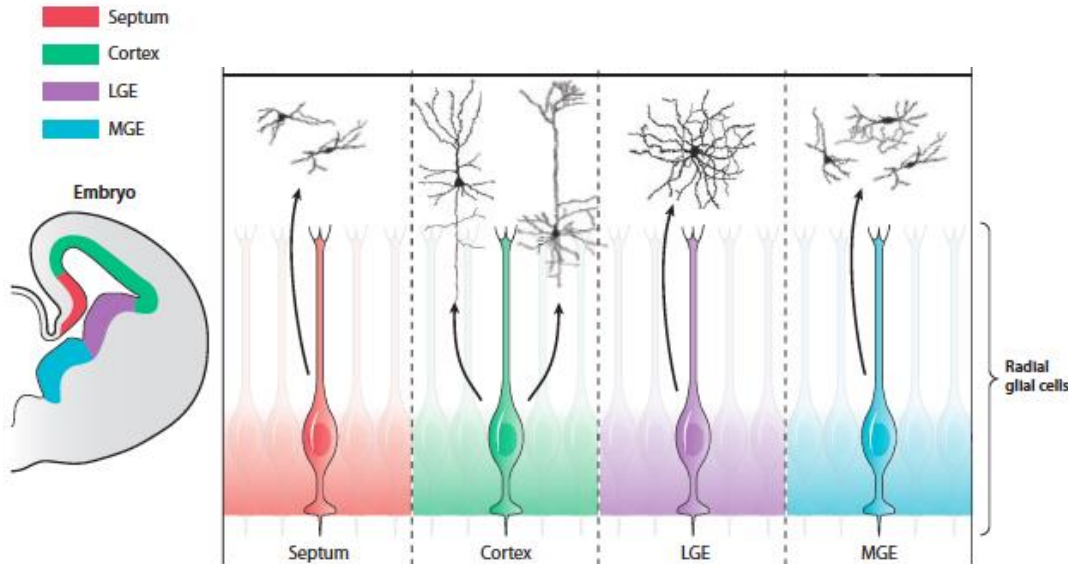 Septum
Cortex
LGE
MGE
Embryo
Radial
glial cells
Septum
Cortex
LGE
MGE